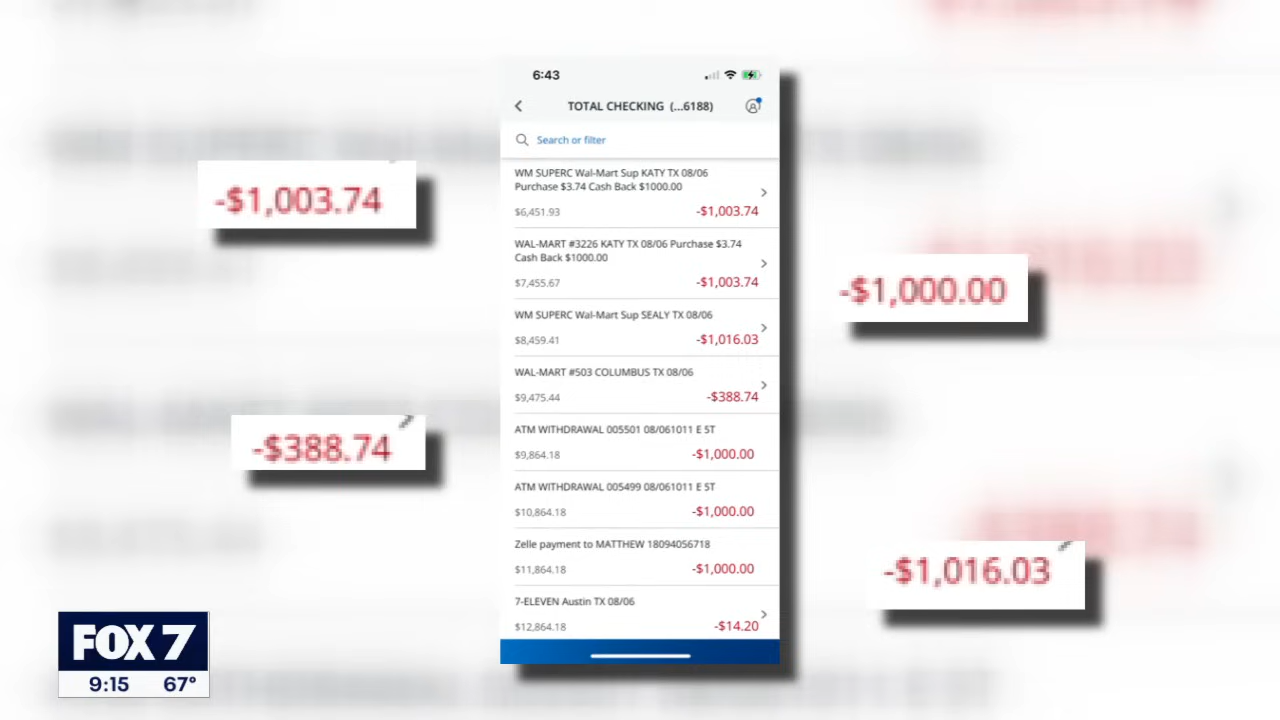 6:43
TOTAL CHECKING (...6188)
Search or filter
WM SUPERC Wal-Mart Sup KATY TX 08/06
Purchase $3.74 Cash Back $1000.00
$6,451.93 -$1,003.74
WAL-MART #3226 KATY TX 08/06 Purchase $3.74
Cash Back $1000.00
$7,455.67 -$1,003.74
WM SUPERC Wal-Mart Sup SEALY TX 08/06
$8,459.41 -$1,016.03
WAL-MART #503 COLUMBUS TX 08/06
$9,475.44 -$388.74
ATM WITHDRAWAL 005501 08/061011 E ST
$9,864.18 -$1,000.00
ATM WITHDRAWAL 005499 08/061011 E ST
$10,864.18 -$1,000.00
Zelle payment to MATTHEW 18094056718
$11,864.18 -$1,000.00
7-ELEVEN Austin TX 08/06
$12,864.18 -$14.20
-$1,003.74
-$1,000.00
-$388.74
-$1,016.03
FOX 7
9:15 67°